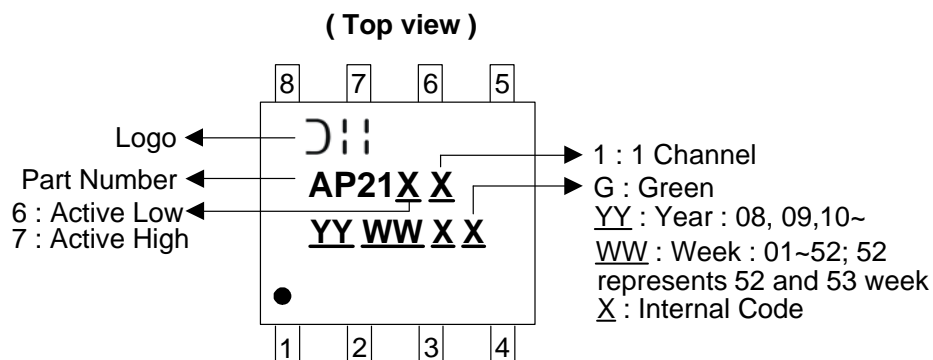 ( Top view )
8 7 6 5
Logo
Part Number
6 : Active Low
7 : Active High
AP21X X
YY WW X X
1 : 1 Channel
G : Green
YY : Year : 08, 09,10~
WW : Week : 01~52; 52
represents 52 and 53 week
X : Internal Code
1 2 3 4